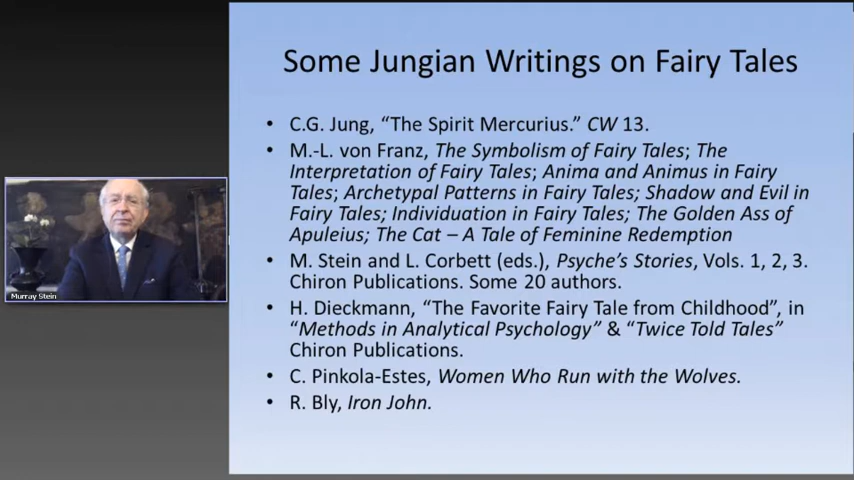 Some Jungian Writings on Fairy Tales
• C.G. Jung, “The Spirit Mercurius.” CW 13.
• M.-L. von Franz, The Symbolism of Fairy Tales; The
Interpretation of Fairy Tales; Anima and Animus in Fairy
Tales; Archetypal Patterns in Fairy Tales; Shadow and Evil in
Fairy Tales; Individuation in Fairy Tales; The Golden Ass of
Apuleius; The Cat – A Tale of Feminine Redemption
• M. Stein and L. Corbett (eds.), Psyche’s Stories, Vols. 1, 2, 3.
Chiron Publications. Some 20 authors.
• H. Dieckmann, “The Favorite Fairy Tale from Childhood”, in
“Methods in Analytical Psychology” & “Twice Told Tales”
Chiron Publications.
• C. Pinkola-Estes, Women Who Run with the Wolves.
• R. Bly, Iron John.
Murray Stein